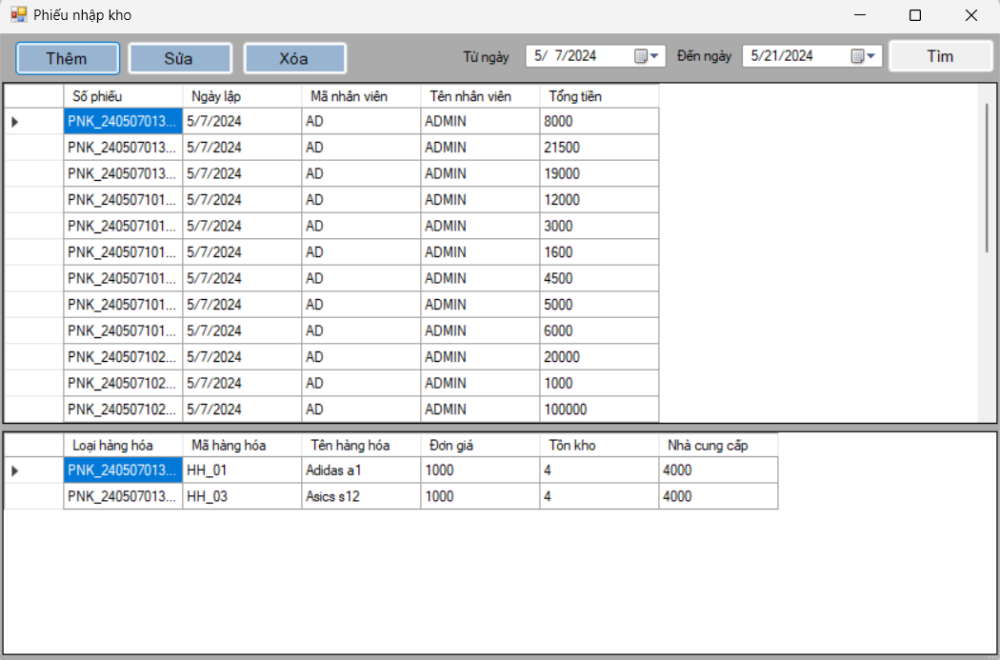 Phiếu nhập kho
Thêm Sửa Xóa Từ ngày 5/ 7/2024 Đến ngày 5/21/2024 Tìm
Số phiếu Ngày lập Mã nhân viên Tên nhân viên Tổng tiền
PNK_240507013... 5/7/2024 AD ADMIN 8000
PNK_240507013... 5/7/2024 AD ADMIN 21500
PNK_240507013... 5/7/2024 AD ADMIN 19000
PNK_240507101... 5/7/2024 AD ADMIN 12000
PNK_240507101... 5/7/2024 AD ADMIN 3000
PNK_240507101... 5/7/2024 AD ADMIN 1600
PNK_240507101... 5/7/2024 AD ADMIN 4500
PNK_240507101... 5/7/2024 AD ADMIN 5000
PNK_240507101... 5/7/2024 AD ADMIN 6000
PNK_240507102... 5/7/2024 AD ADMIN 20000
PNK_240507102... 5/7/2024 AD ADMIN 1000
PNK_240507102... 5/7/2024 AD ADMIN 100000
Loại hàng hóa Mã hàng hóa Tên hàng hóa Đơn giá Tồn kho Nhà cung cấp
PNK_240507013... HH_01 Adidas a1 1000 4 4000
PNK_240507013... HH_03 Asics s12 1000 4 4000